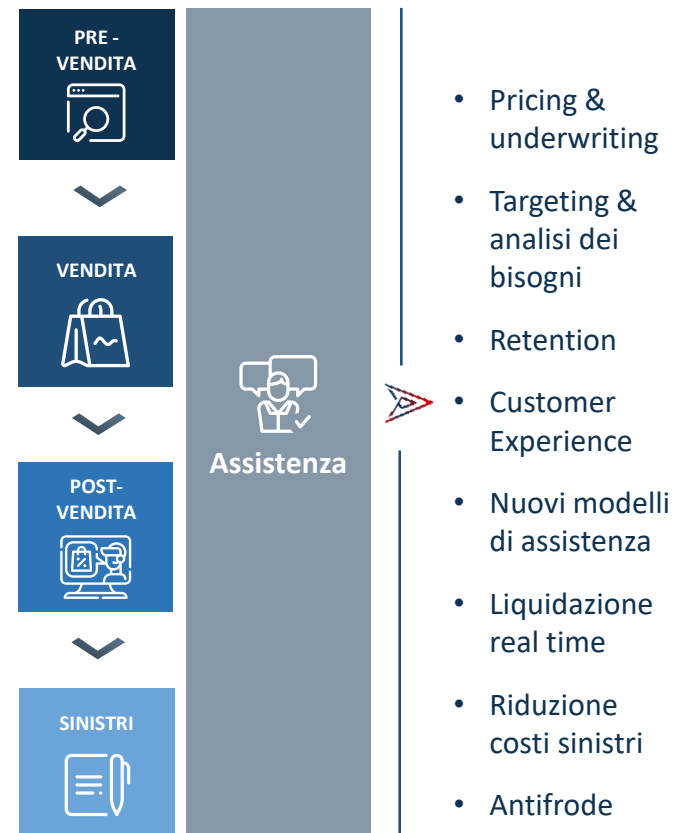 PRE -
VENDITA
VENDITA
POST-
VENDITA
SINISTRI
Assistenza
• Pricing &
underwriting
• Targeting &
analisi dei
bisogni
• Retention
• Customer
Experience
• Nuovi modelli
di assistenza
• Liquidazione
real time
• Riduzione
costi sinistri
• Antifrode